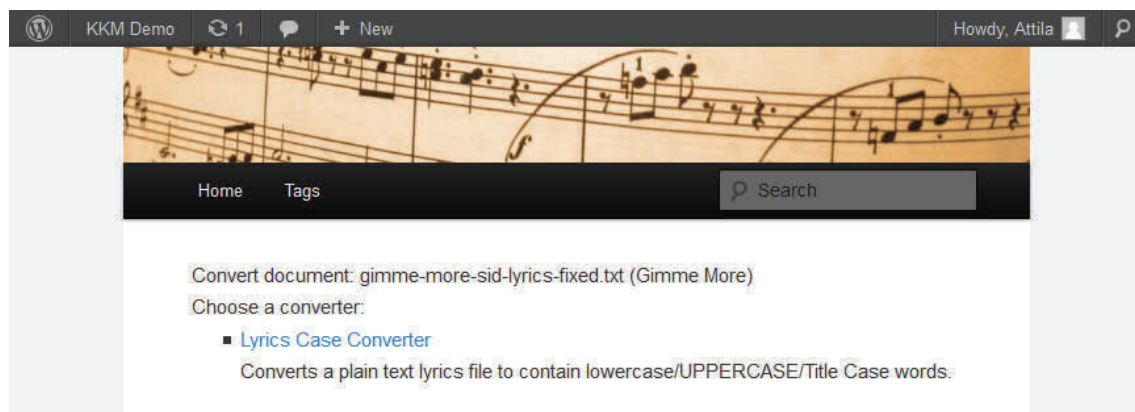 KKM Demo 1 New Howdy, Attila
Home Tags Search
Convert document: gimme-more-sid-lyrics-fixed.txt (Gimme More)
Choose a converter:
Lyrics Case Converter
Converts a plain text lyrics file to contain lowercase/UPPERCASE/Title Case words.